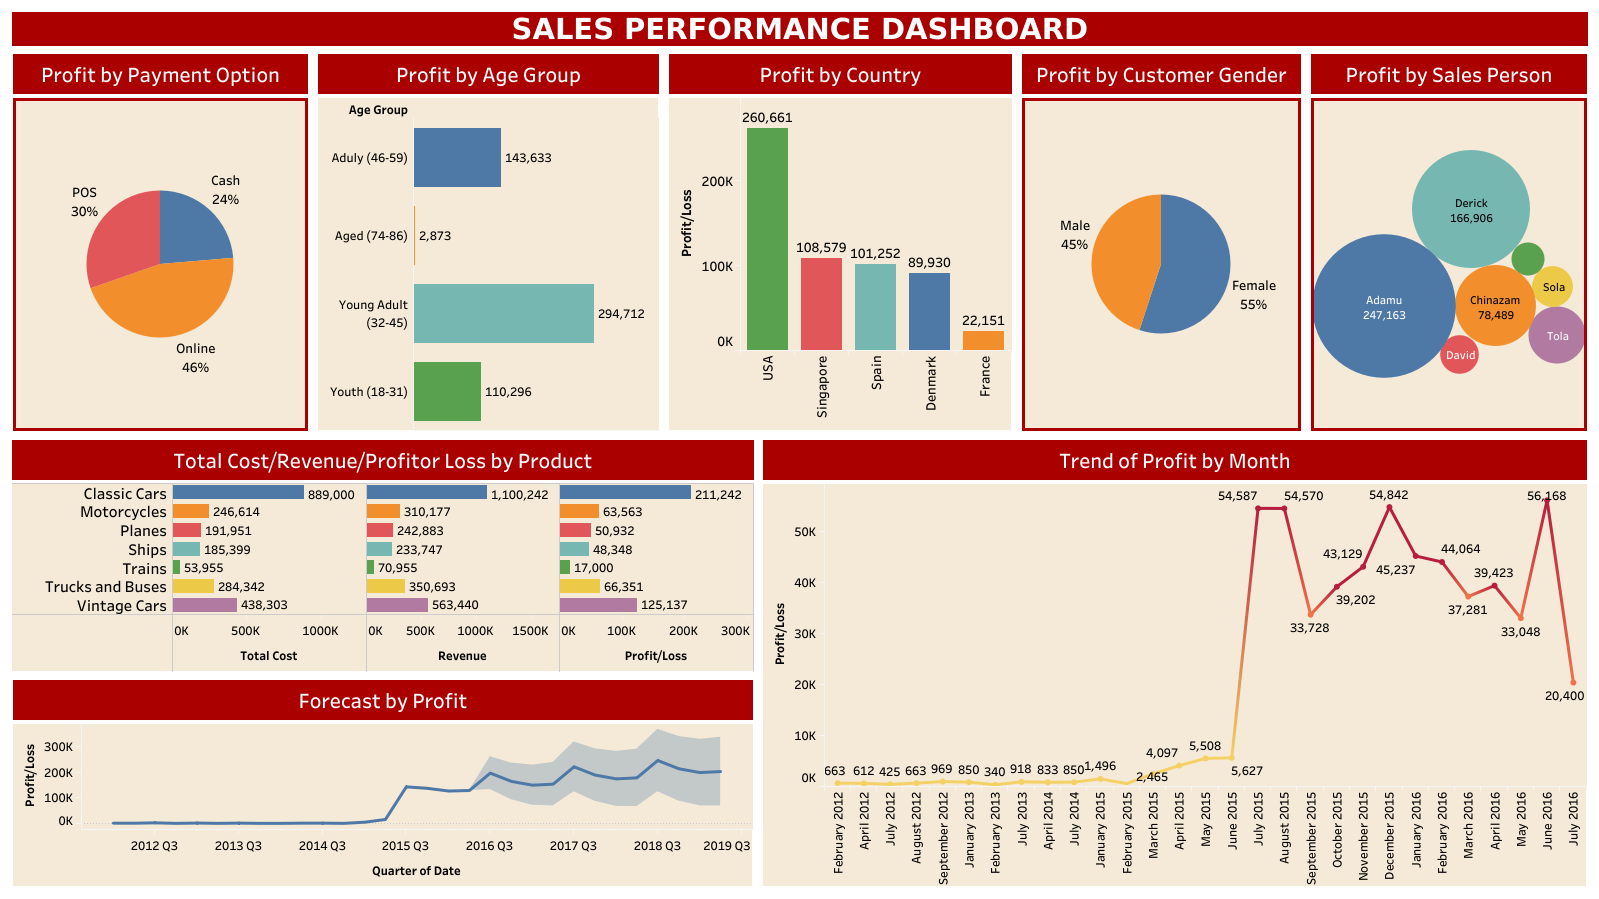 SALES PERFORMANCE DASHBOARD
Profit by Payment Option
Cash
24%
POS
30%
Online
46%
Profit by Age Group
Age Group
Aduly (46-59)
143,633
Aged (74-86)
2,873
Young Adult
(32-45)
294,712
Youth (18-31)
110,296
Profit by Country
Profit/Loss
200K
100K
0K
260,661
108,579
101,252
89,930
22,151
USA
Singapore
Spain
Denmark
France
Profit by Customer Gender
Male
45%
Female
55%
Profit by Sales Person
Derick
166,906
Adamu
247,163
Chinazam
78,489
Sola
Tola
David
Total Cost/Revenue/Profitor Loss by Product
Classic Cars 889,000 1,100,242 211,242
Motorcycles 246,614 310,177 63,563
Planes 191,951 242,883 50,932
Ships 185,399 233,747 48,348
Trains 53,955 70,955 17,000
Trucks and Buses 284,342 350,693 66,351
Vintage Cars 438,303 563,440 125,137
0K 500K 1000K 0K 500K 1000K 1500K 0K 100K 200K 300K
Total Cost Revenue Profit/Loss
Forecast by Profit
Profit/Loss
300K
200K
100K
0K
2012 Q3 2013 Q3 2014 Q3 2015 Q3 2016 Q3 2017 Q3 2018 Q3 2019 Q3
Quarter of Date
Trend of Profit by Month
Profit/Loss
50K
40K
30K
20K
10K
0K
663 612 425 663 969 850 340 918 833 850 1,496 2,465 4,097 5,508 5,627
54,587
54,570
33,728
39,202
43,129
54,842
45,237
44,064
37,281
39,423
33,048
56,168
20,400
February 2012
April 2012
July 2012
August 2012
September 2012
January 2013
February 2013
July 2013
April 2014
July 2014
January 2015
February 2015
March 2015
April 2015
May 2015
June 2015
July 2015
August 2015
September 2015
October 2015
November 2015
December 2015
January 2016
February 2016
March 2016
April 2016
May 2016
June 2016
July 2016